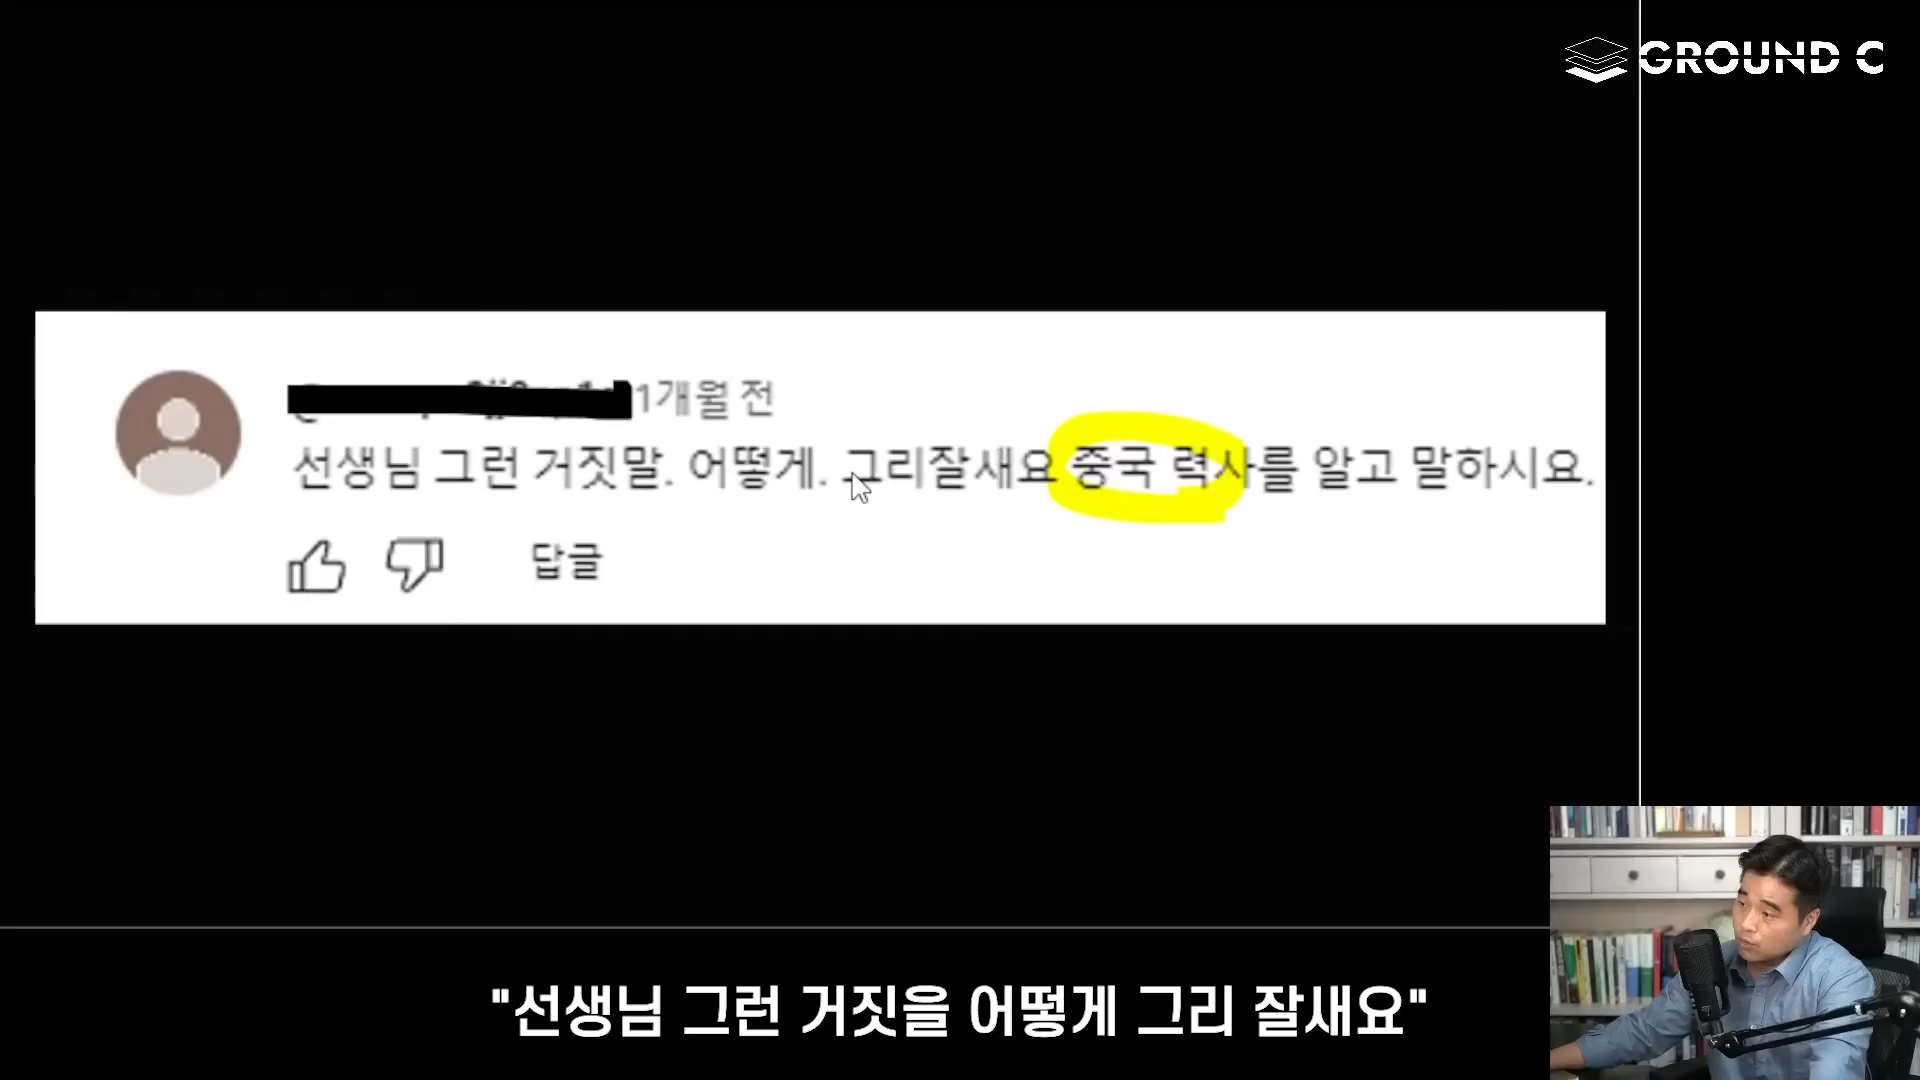 GROUND C
1개월 전
선생님 그런 거짓말. 어떻게. 그리잘새요 중국 력사를 알고 말하시요.
답글
"선생님 그런 거짓을 어떻게 그리 잘새요"